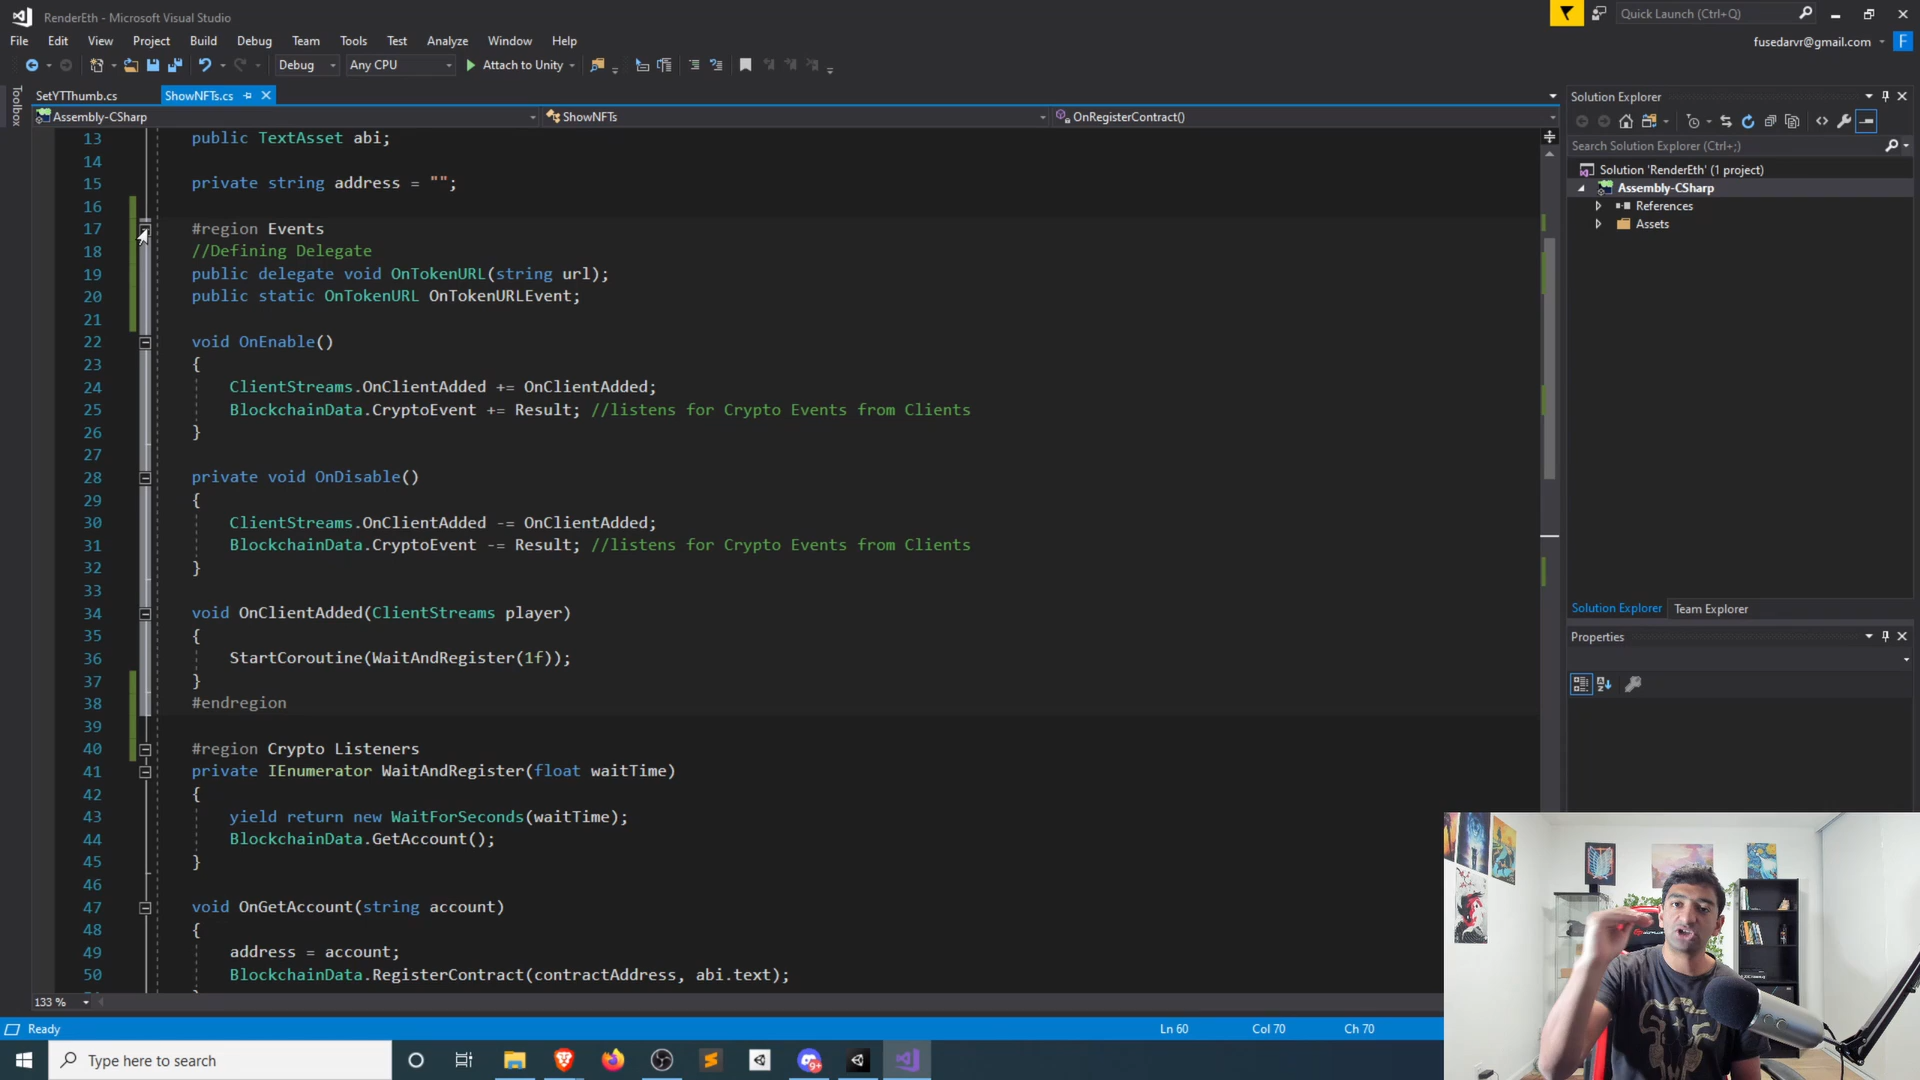 RenderEth - Microsoft Visual Studio
Quick Launch (Ctrl+Q)
File Edit View Project Build Debug Team Tools Test Analyze Window Help
fusedarvr@gmail.com
F
Debug
Any CPU
Attach to Unity
Toolbox
SetYTThumb.cs
ShowNFTs.cs
Assembly-CSharp
ShowNFTs
OnRegisterContract()
13 public TextAsset abi;
14
15 private string address = "";
16
17 #region Events
18 //Defining Delegate
19 public delegate void OnTokenURL(string url);
20 public static OnTokenURL OnTokenURLEvent;
21
22 void OnEnable()
23 {
24 ClientStreams.OnClientAdded += OnClientAdded;
25 BlockchainData.CryptoEvent += Result; //listens for Crypto Events from Clients
26 }
27
28 private void OnDisable()
29 {
30 ClientStreams.OnClientAdded -= OnClientAdded;
31 BlockchainData.CryptoEvent -= Result; //listens for Crypto Events from Clients
32 }
33
34 void OnClientAdded(ClientStreams player)
35 {
36 StartCoroutine(WaitAndRegister(1f));
37 }
38 #endregion
39
40 #region Crypto Listeners
41 private IEnumerator WaitAndRegister(float waitTime)
42 {
43 yield return new WaitForSeconds(waitTime);
44 BlockchainData.GetAccount();
45 }
46
47 void OnGetAccount(string account)
48 {
49 address = account;
50 BlockchainData.RegisterContract(contractAddress, abi.text);
133 %
Solution Explorer
Search Solution Explorer (Ctrl+;)
Solution 'RenderEth' (1 project)
Assembly-CSharp
References
Assets
Solution Explorer
Team Explorer
Properties
Ready
Ln 60
Col 70
Ch 70
Type here to search